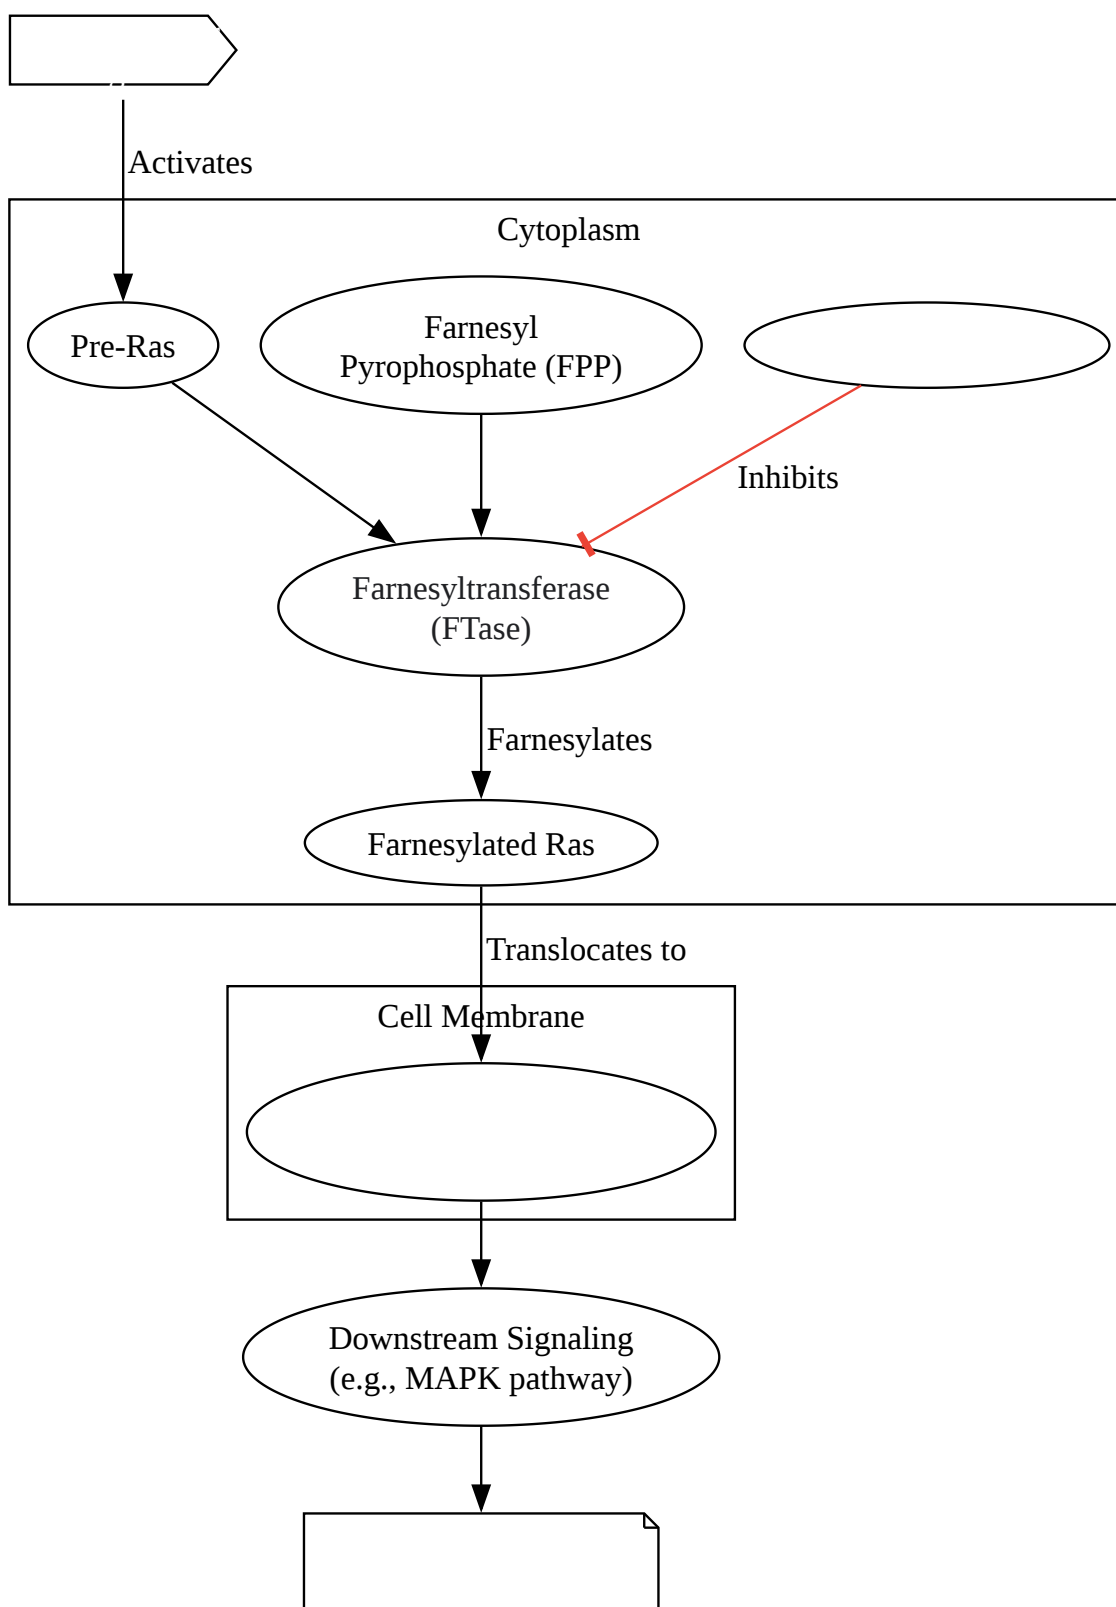 Activates
Cytoplasm
Pre-Ras
Farnesyl
Pyrophosphate (FPP)
Inhibits
Farnesyltransferase
(FTase)
Farnesylates
Farnesylated Ras
Translocates to
Cell Membrane
Downstream Signaling
(e.g., MAPK pathway)